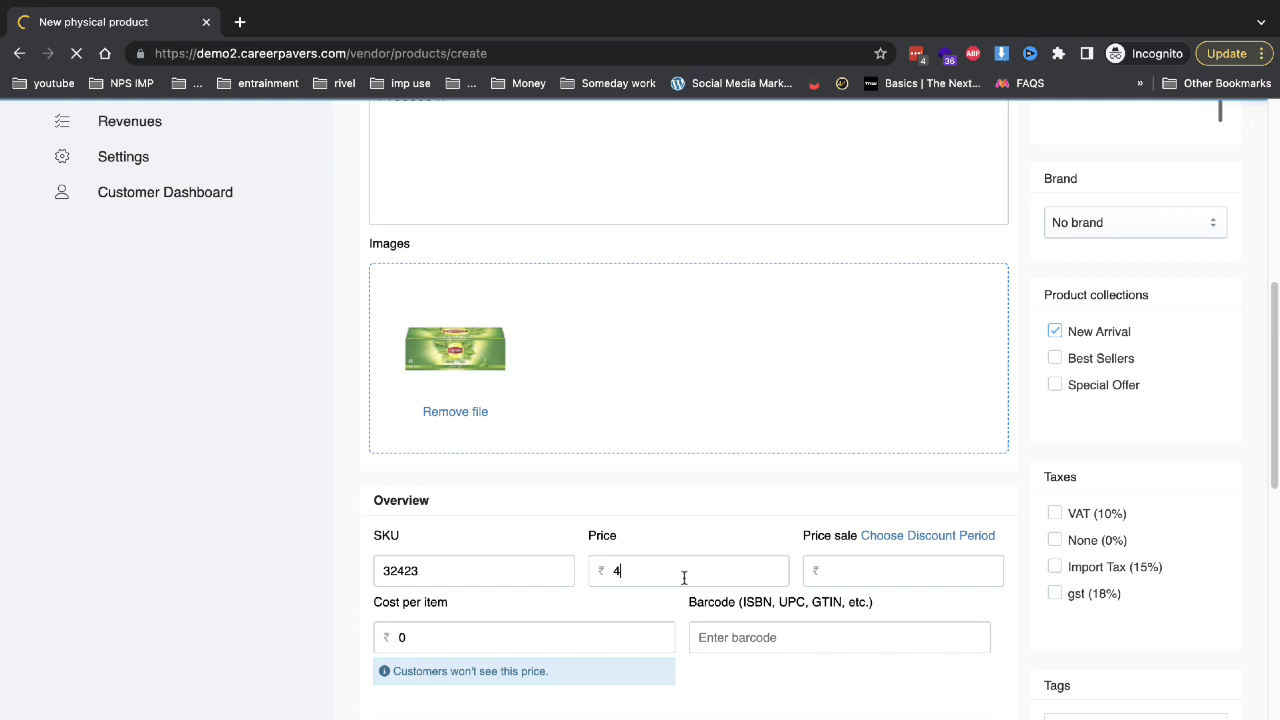 New physical product
https://demo2.careerpavers.com/vendor/products/create
4
36
ABP
Incognito
Update
youtube
NPS IMP
...
entainment
rivel
Imp use
...
Money
Someday work
Social Media Mark...
Basics | The Next...
FAQS
»
Other Bookmarks
Revenues
Settings
Customer Dashboard
Images
Remove file
Overview
SKU
Price
Price sale Choose Discount Period
32423
₹ 4
₹
Cost per item
Barcode (ISBN, UPC, GTIN, etc.)
₹ 0
Enter barcode
Customers won't see this price.
Brand
No brand
Product collections
New Arrival
Best Sellers
Special Offer
Taxes
VAT (10%)
None (0%)
Import Tax (15%)
gst (18%)
Tags